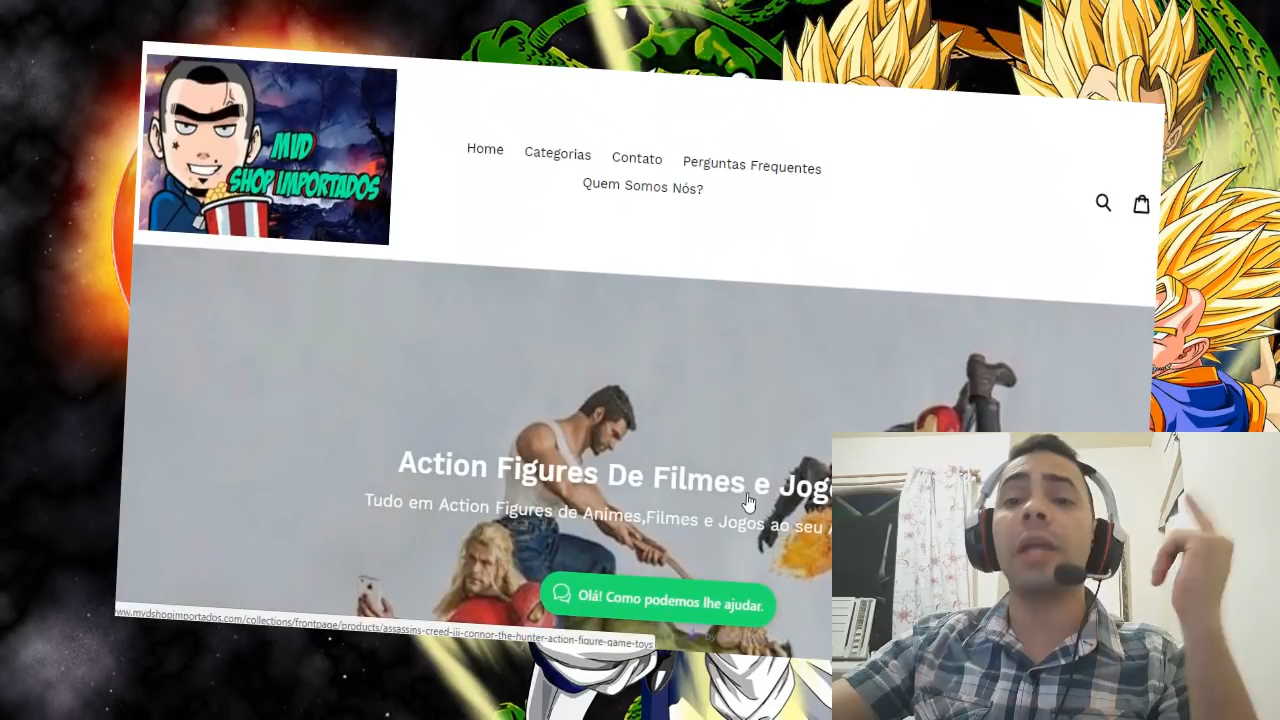 MVD
SHOP IMPORTADOS
Home Categorias Contato Perguntas Frequentes
Quem Somos Nós?
Action Figures De Filmes e Jog
Tudo em Action Figures de Animes,Filmes e Jogos ao seu
Olá! Como podemos lhe ajudar.
www.mvdshopimportados.com/collections/frontpage/products/assassins-creed-iii-connor-the-hunter-action-figure-game-toys